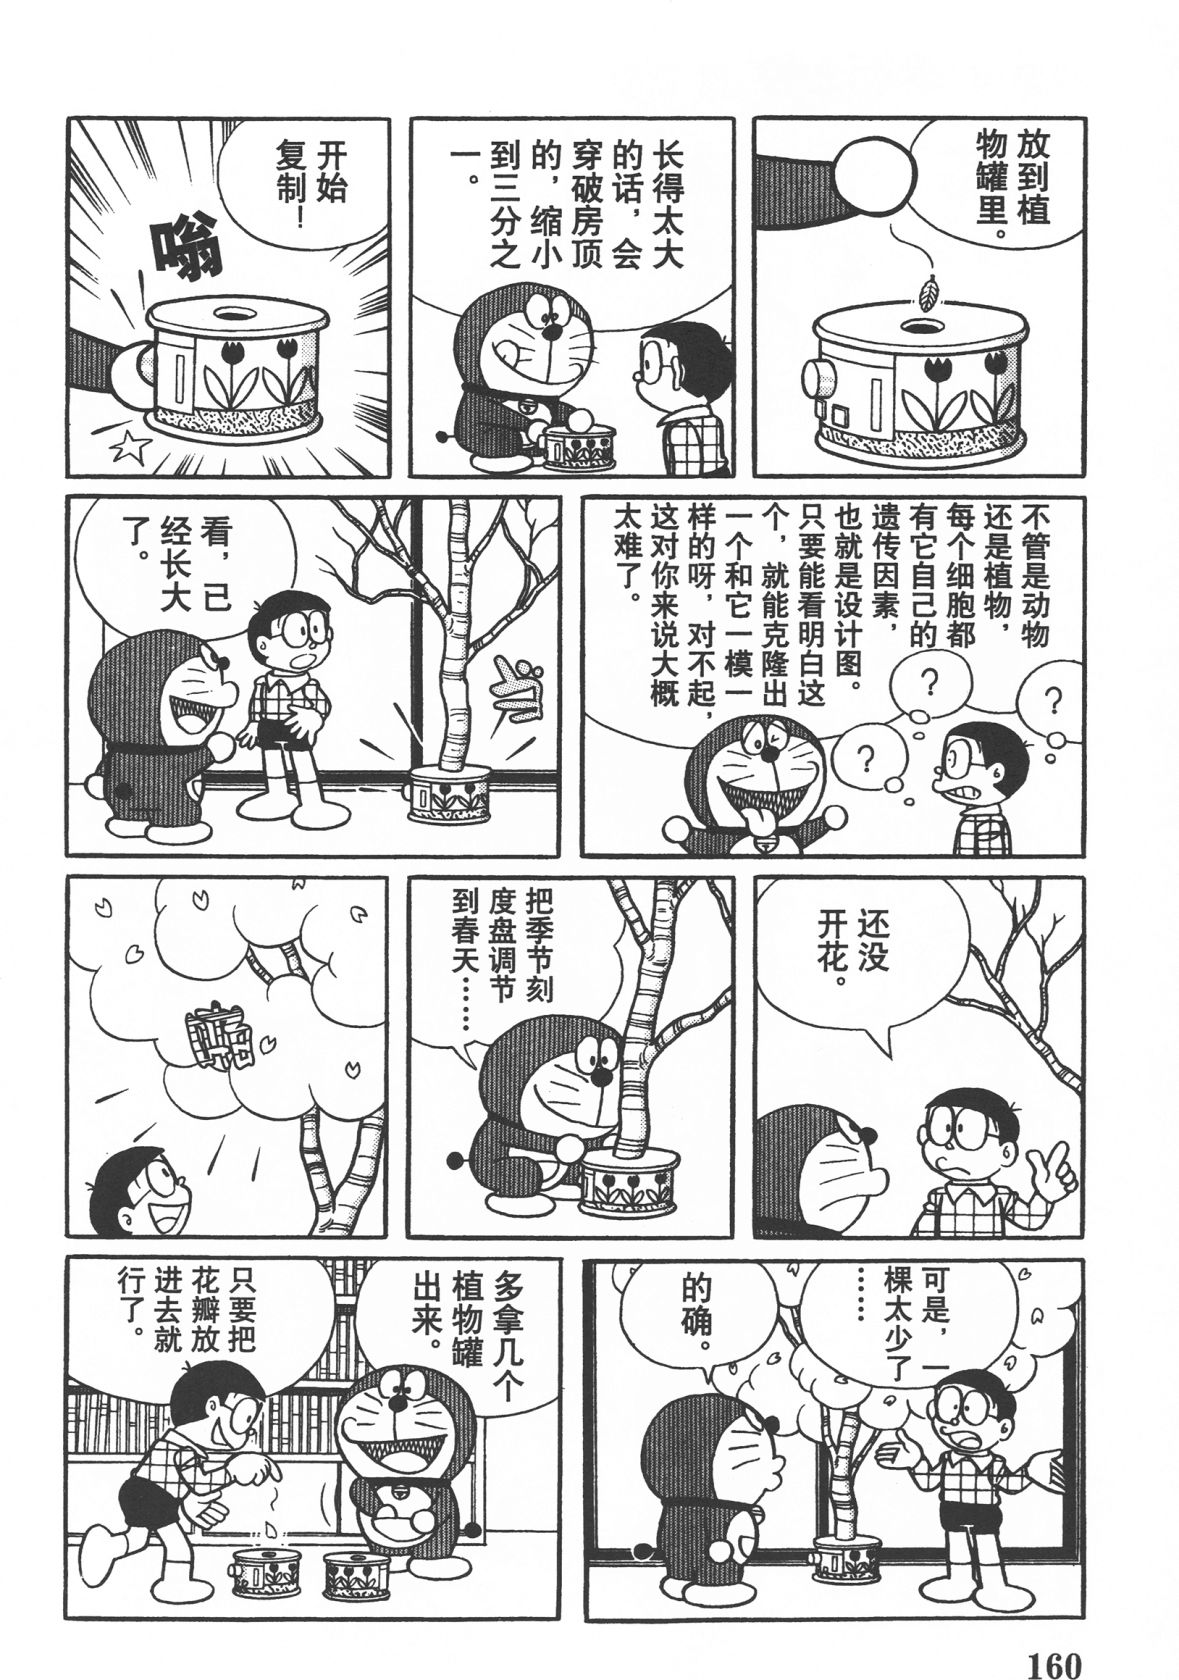 放到植
物罐里。
长得太大
的话，会
穿破房顶
的，缩小
到三分之
一。
开始
复制！
嗡
不管是动物
还是植物，
每个细胞都
有它自己的
遗传因素，
也就是设计图。
只要能看明白这
个，就能克隆出
一个和它一模一
样的呀，对不起，
这对你来说大概
太难了。
?
?
?
看，已
经长大
了。
还没
开花。
把季节刻
度盘调节
到春天……
可是，一
棵太少了
……
的确。
多拿几个
植物罐
出来。
只要把
花瓣放
进去就
行了。
160